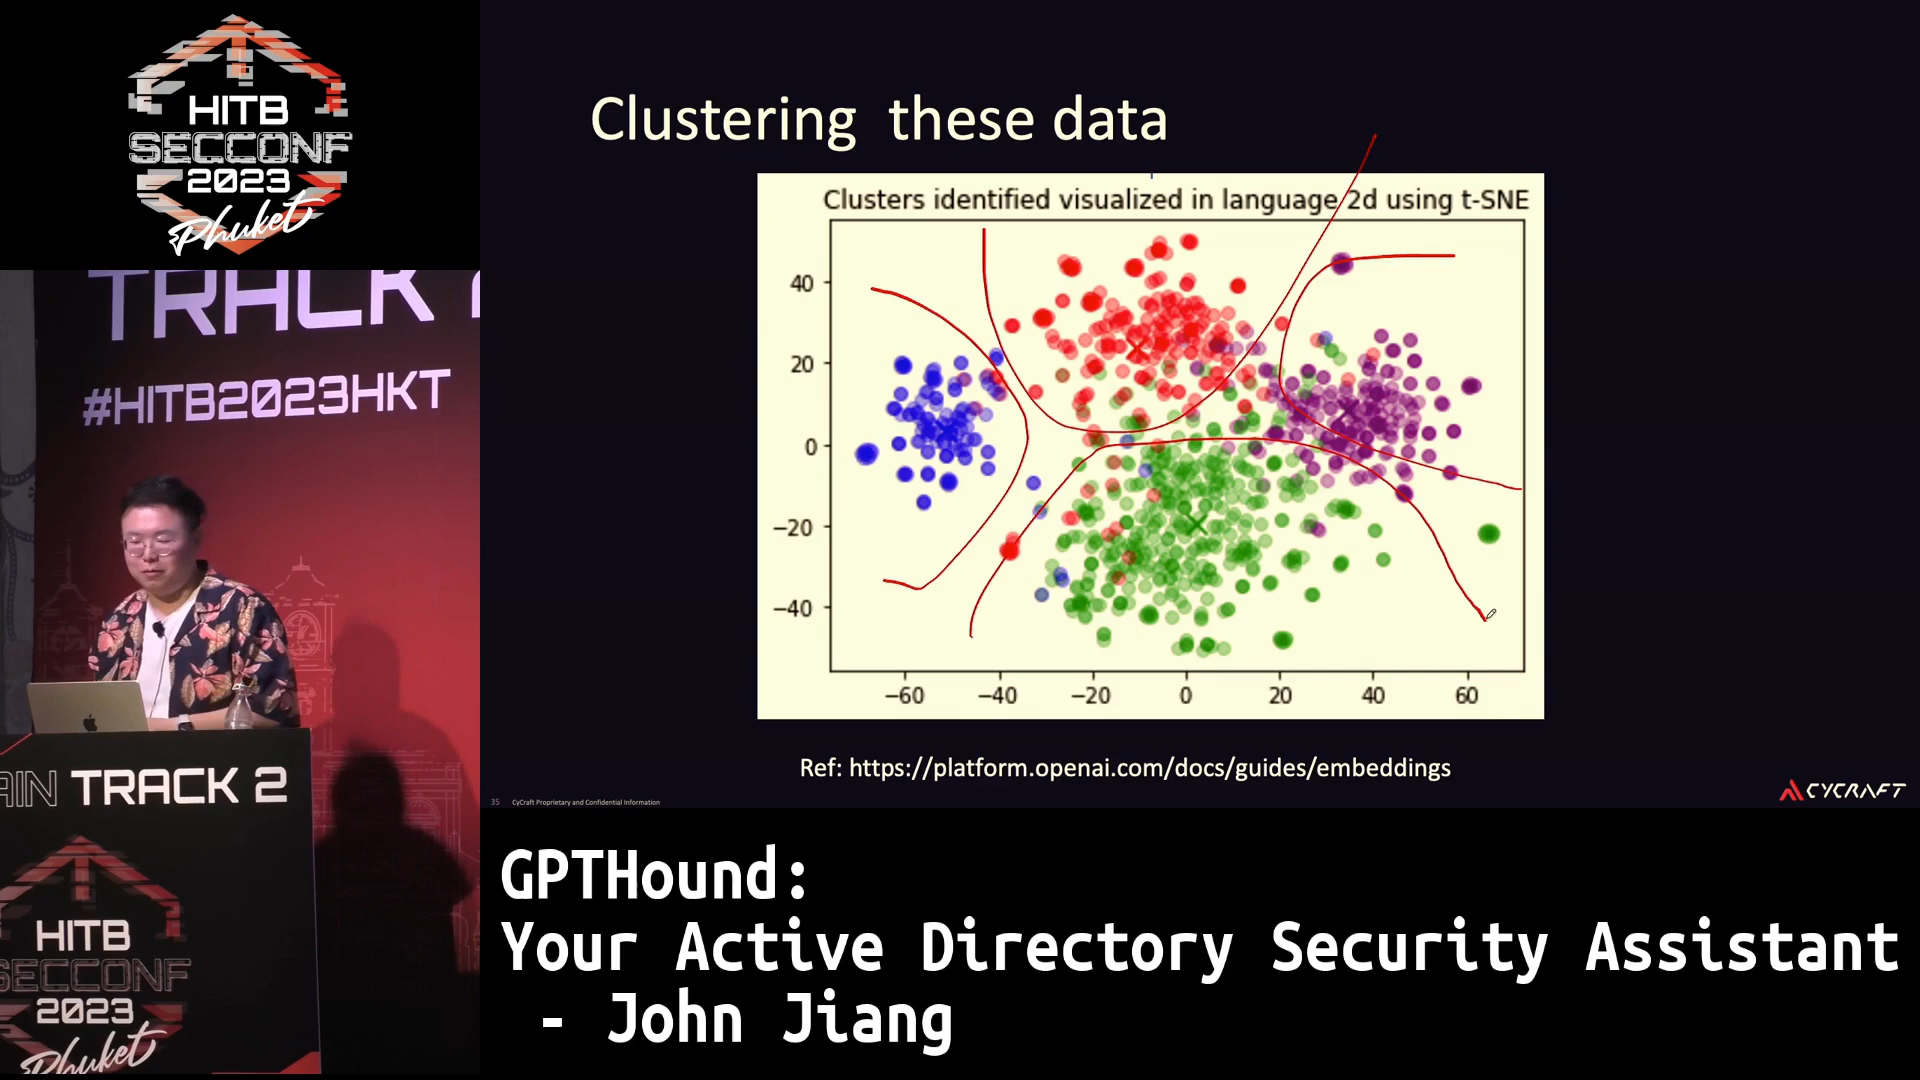 HITB
SECCONF
2023
Phuket
TRACK 2
#HITB2023HKT
AIN TRACK 2
HITB
SECCONF
2023
Phuket
Clustering these data
Clusters identified visualized in language 2d using t-SNE
40
20
0
−20
−40
−60 −40 −20 0 20 40 60
Ref: https://platform.openai.com/docs/guides/embeddings
35 CyCraft Proprietary and Confidential Information
CYCRAFT
GPTHound:
Your Active Directory Security Assistant
- John Jiang